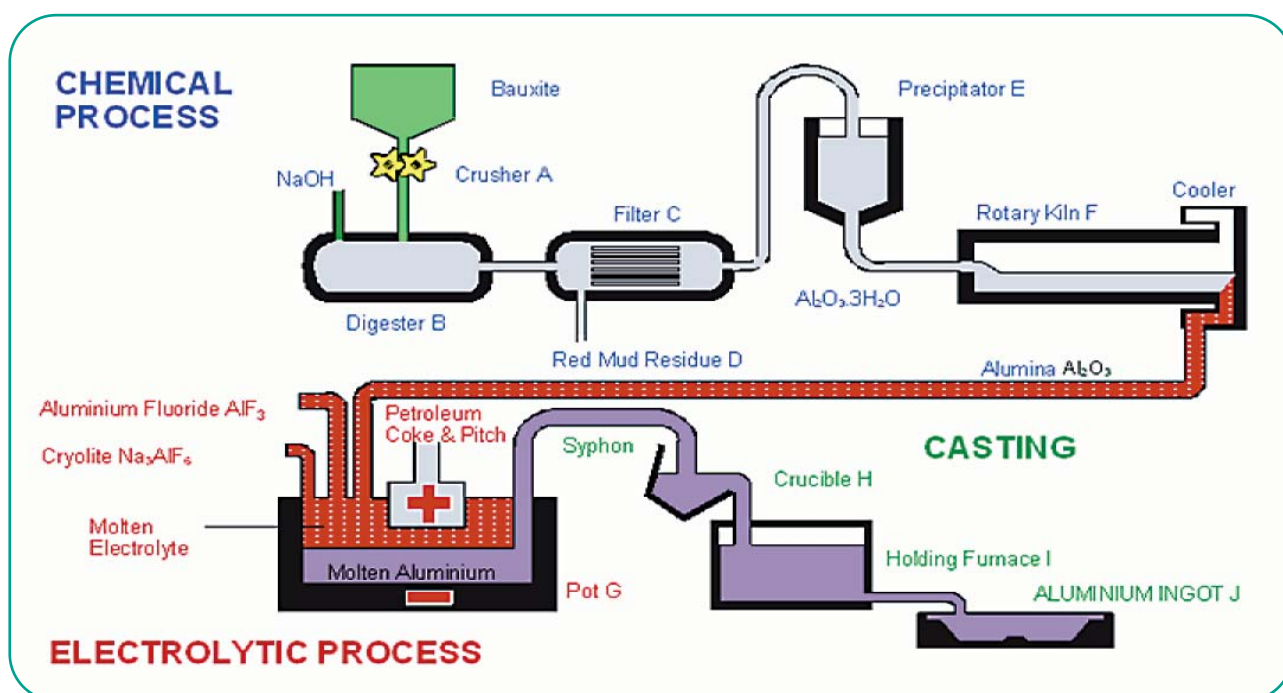 CHEMICAL
PROCESS
Bauxite
Precipitator E
NaOH
Crusher A
Cooler
Filter C
Rotary Kiln F
Digester B
Al₂O₃.3H₂O
Red Mud Residue D
Alumina Al₂O₃
Aluminium Fluoride AlF₃
Petroleum
Coke & Pitch
Cryolite Na₃AlF₆
Syphon
CASTING
Crucible H
Molten
Electrolyte
Molten Aluminium
Pot G
Holding Furnace I
ALUMINIUM INGOT J
ELECTROLYTIC PROCESS